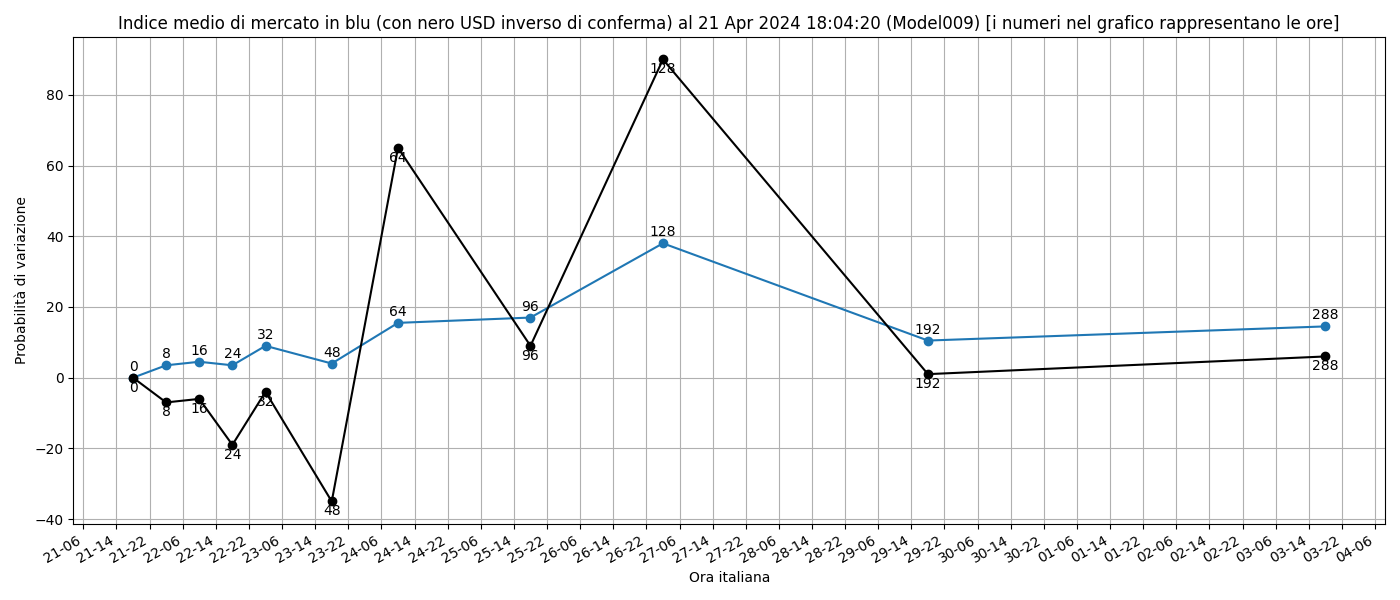 Indice medio di mercato in blu (con nero USD inverso di conferma) al 21 Apr 2024 18:04:20 (Model009) [i numeri nel grafico rappresentano le ore]
Probabilità di variazione
80
60
40
20
0
−20
−40
0 8 16 24 32 48 64 96 128 192 288
0 8 16 24 32 48 64 96 128 192 288
21-06 21-14 21-22 22-06 22-14 22-22 23-06 23-14 23-22 24-06 24-14 24-22 25-06 25-14 25-22 26-06 26-14 26-22 27-06 27-14 27-22 28-06 28-14 28-22 29-06 29-14 29-22 30-06 30-14 30-22 01-06 01-14 01-22 02-06 02-14 02-22 03-06 03-14 03-22 04-06
Ora italiana